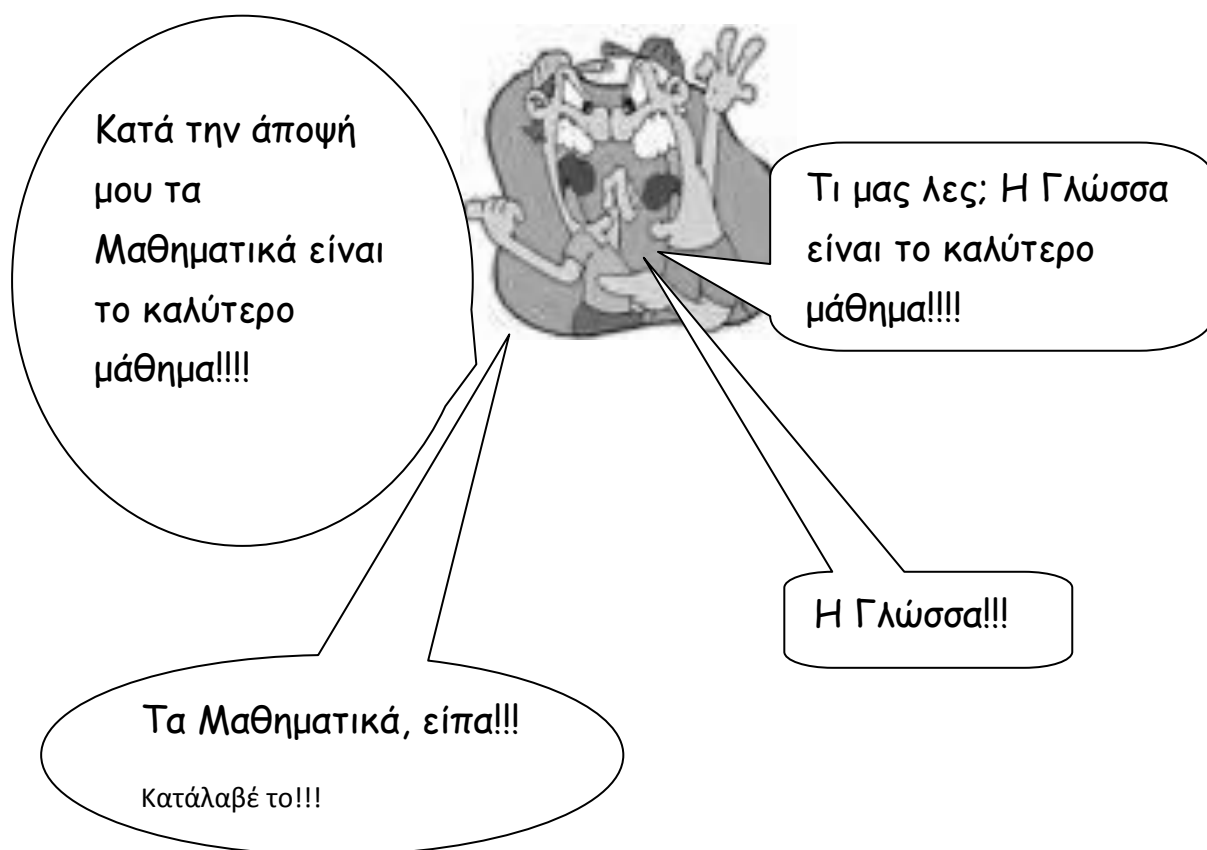 Κατά την άποψή
μου τα
Μαθηματικά είναι
το καλύτερο
μάθημα!!!!
Τι μας λες; Η Γλώσσα
είναι το καλύτερο
μάθημα!!!!
Η Γλώσσα!!!
Τα Μαθηματικά, είπα!!!
Κατάλαβέ το!!!